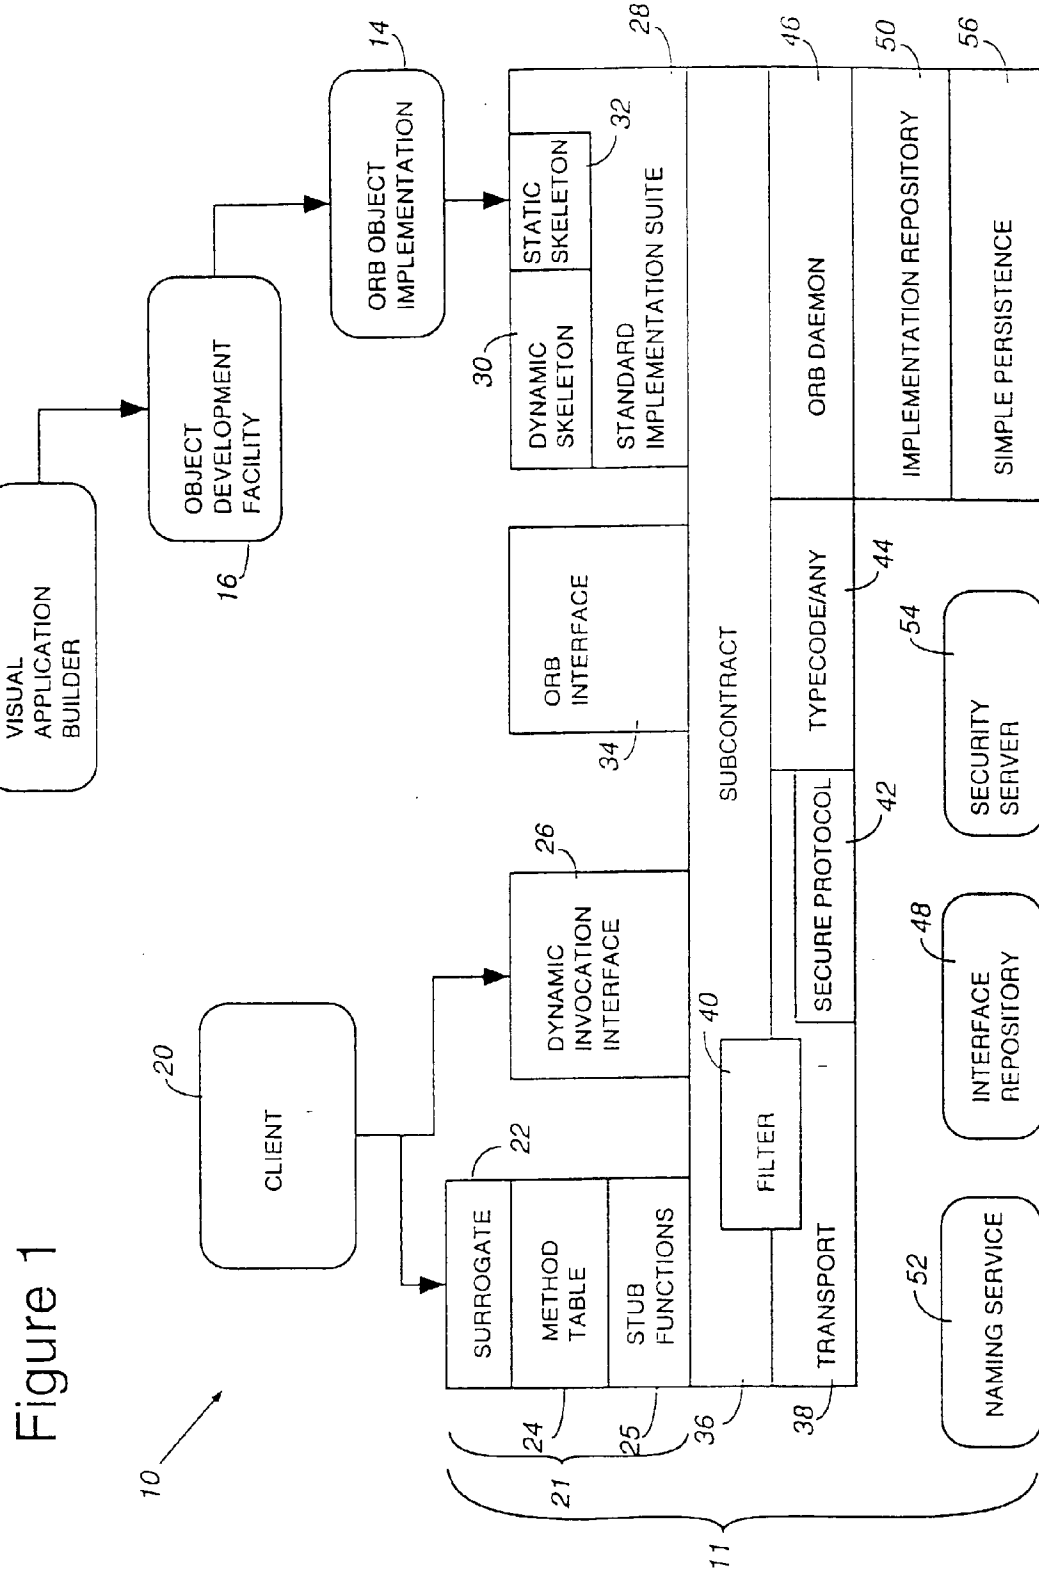 Figure 1
10
VISUAL
APPLICATION
BUILDER
CLIENT
20
OBJECT
DEVELOPMENT
FACILITY
16
ORB OBJECT
IMPLEMENTATION
14
SURROGATE
22
METHOD
TABLE
24
STUB
FUNCTIONS
25
21
11
DYNAMIC
INVOCATION
INTERFACE
26
ORB
INTERFACE
34
DYNAMIC
SKELETON
30
STATIC
SKELETON
32
STANDARD
IMPLEMENTATION SUITE
28
SUBCONTRACT
36
FILTER
40
TRANSPORT
38
SECURE PROTOCOL
42
TYPECODE/ANY
44
ORB DAEMON
46
IMPLEMENTATION REPOSITORY
50
SIMPLE PERSISTENCE
56
NAMING SERVICE
52
INTERFACE
REPOSITORY
48
SECURITY
SERVER
54